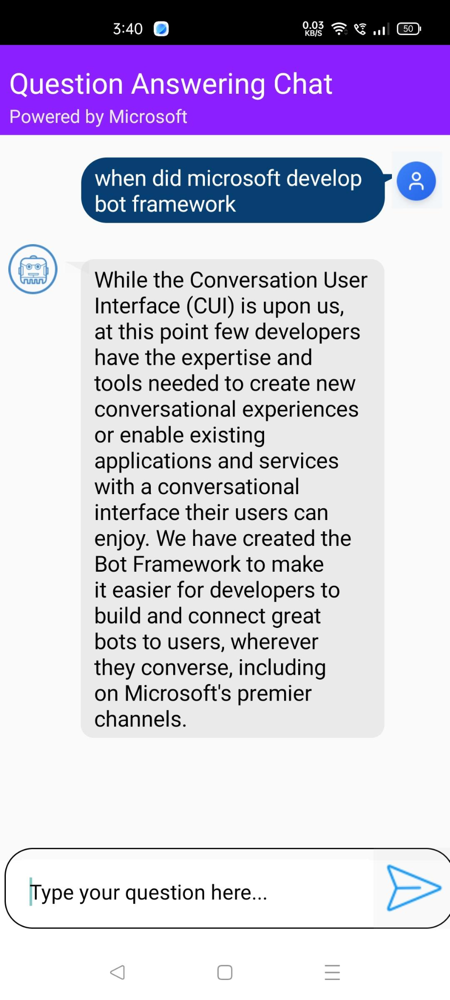 3:40
0.03
KB/S
50
Question Answering Chat
Powered by Microsoft
when did microsoft develop
bot framework
While the Conversation User
Interface (CUI) is upon us,
at this point few developers
have the expertise and
tools needed to create new
conversational experiences
or enable existing
applications and services
with a conversational
interface their users can
enjoy. We have created the
Bot Framework to make
it easier for developers to
build and connect great
bots to users, wherever
they converse, including
on Microsoft's premier
channels.
Type your question here...